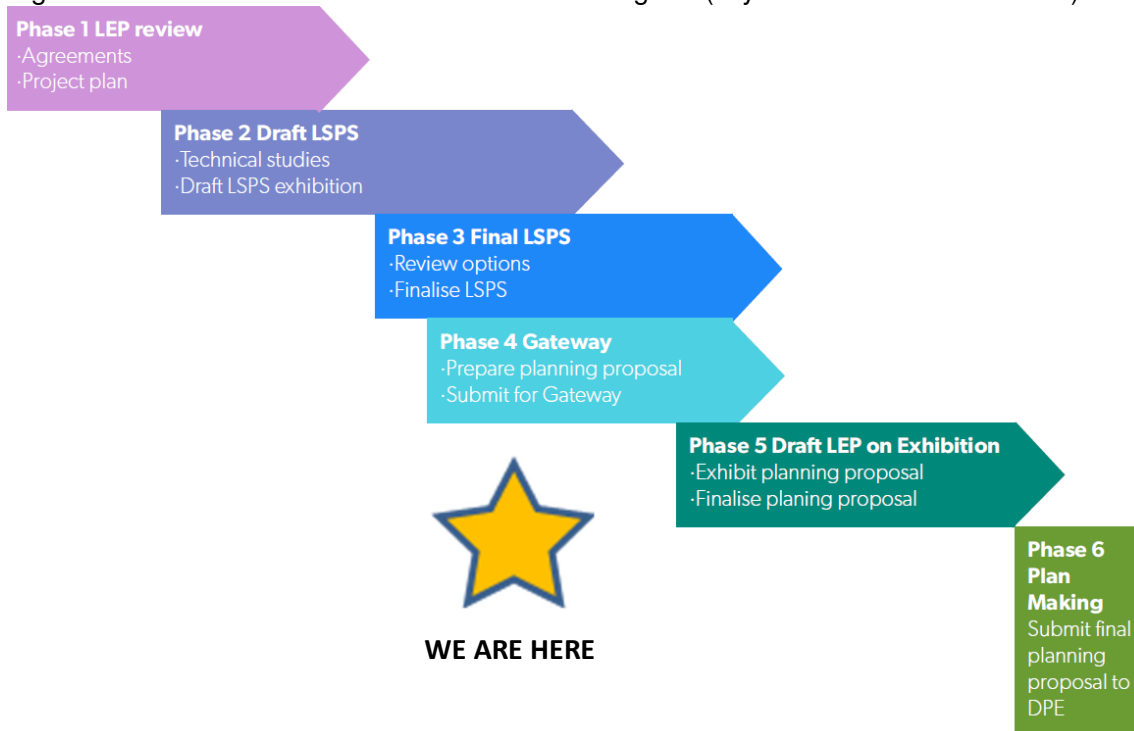 Phase 1 LEP review
·Agreements
·Project plan
Phase 2 Draft LSPS
·Technical studies
·Draft LSPS exhibition
Phase 3 Final LSPS
·Review options
·Finalise LSPS
Phase 4 Gateway
·Prepare planning proposal
·Submit for Gateway
Phase 5 Draft LEP on Exhibition
·Exhibit planning proposal
·Finalise planing proposal
WE ARE HERE
Phase 6
Plan
Making
Submit final
planning
proposal to
DPE